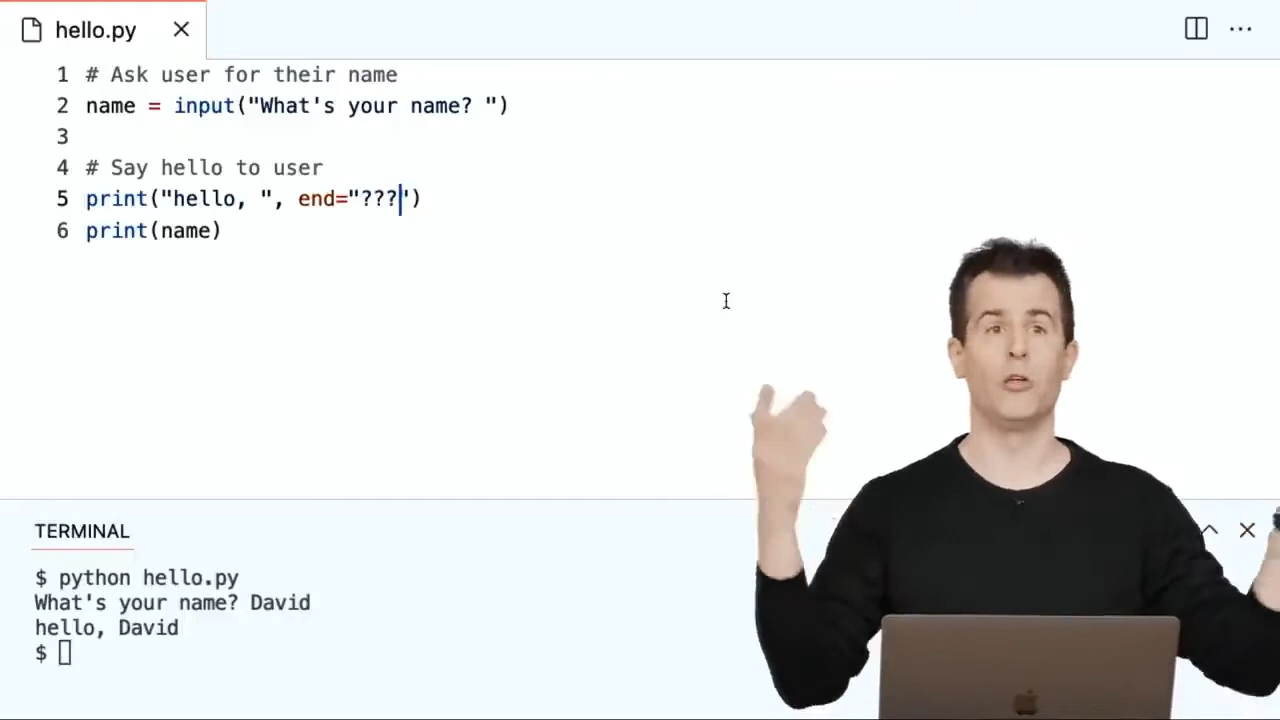 hello.py
1 # Ask user for their name
2 name = input("What's your name? ")
3
4 # Say hello to user
5 print("hello, ", end="???")
6 print(name)
TERMINAL
$ python hello.py
What's your name? David
hello, David
$